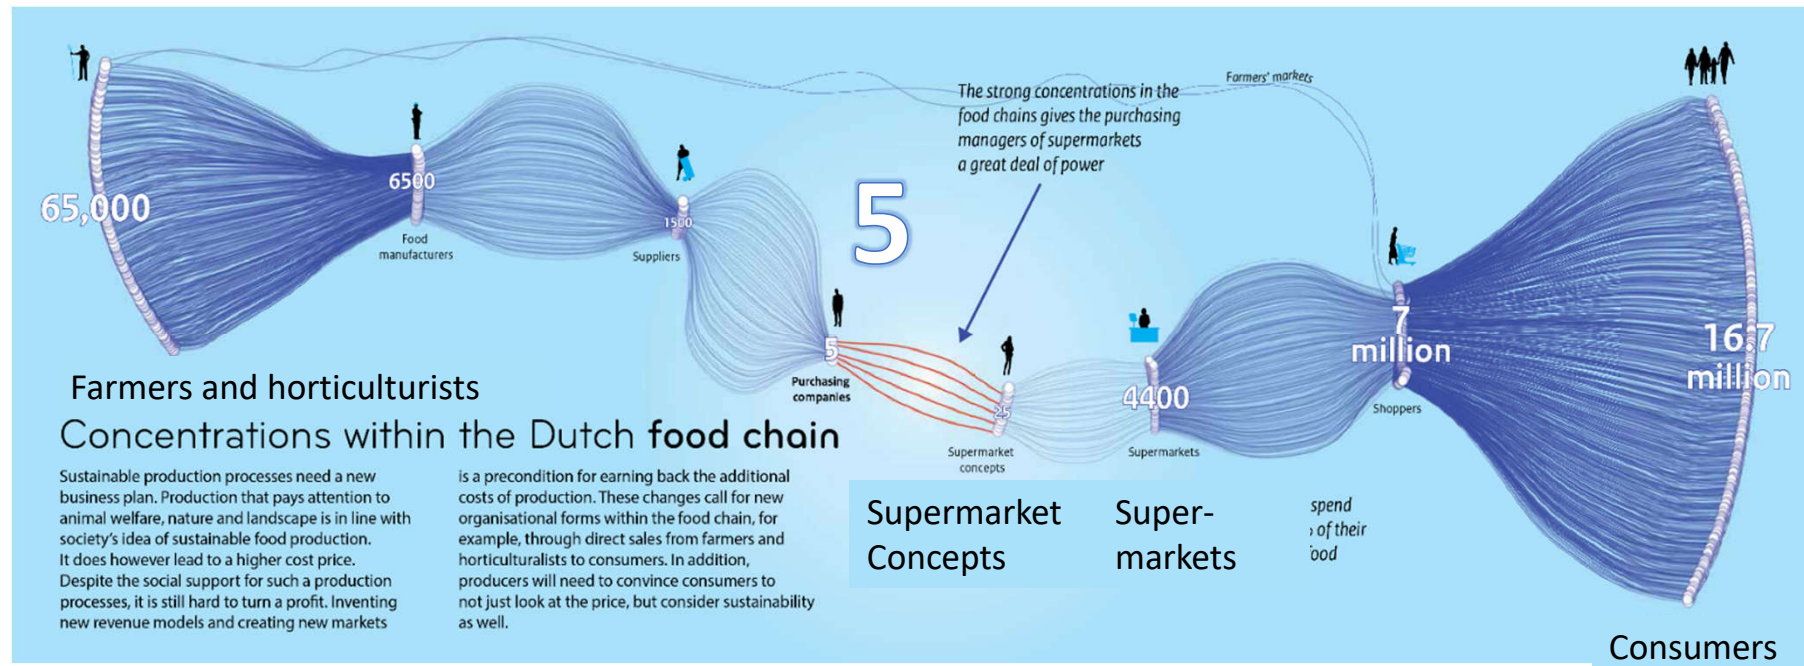 Farmers' markets
The strong concentrations in the
food chains gives the purchasing
managers of supermarkets
a great deal of power
65,000
6500
Food
manufacturers
1500
Suppliers
5
5
Purchasing
companies
25
Supermarket
concepts
4400
Supermarkets
7
million
Shoppers
16.7
million
Farmers and horticulturists
Concentrations within the Dutch food chain
Sustainable production processes need a new
business plan. Production that pays attention to
animal welfare, nature and landscape is in line with
society's idea of sustainable food production.
It does however lead to a higher cost price.
Despite the social support for such a production
processes, it is still hard to turn a profit. Inventing
new revenue models and creating new markets
is a precondition for earning back the additional
costs of production. These changes call for new
organisational forms within the food chain, for
example, through direct sales from farmers and
horticulturalists to consumers. In addition,
producers will need to convince consumers to
not just look at the price, but consider sustainability
as well.
Supermarket
Concepts
Super-
markets
spend
of their
food
Consumers